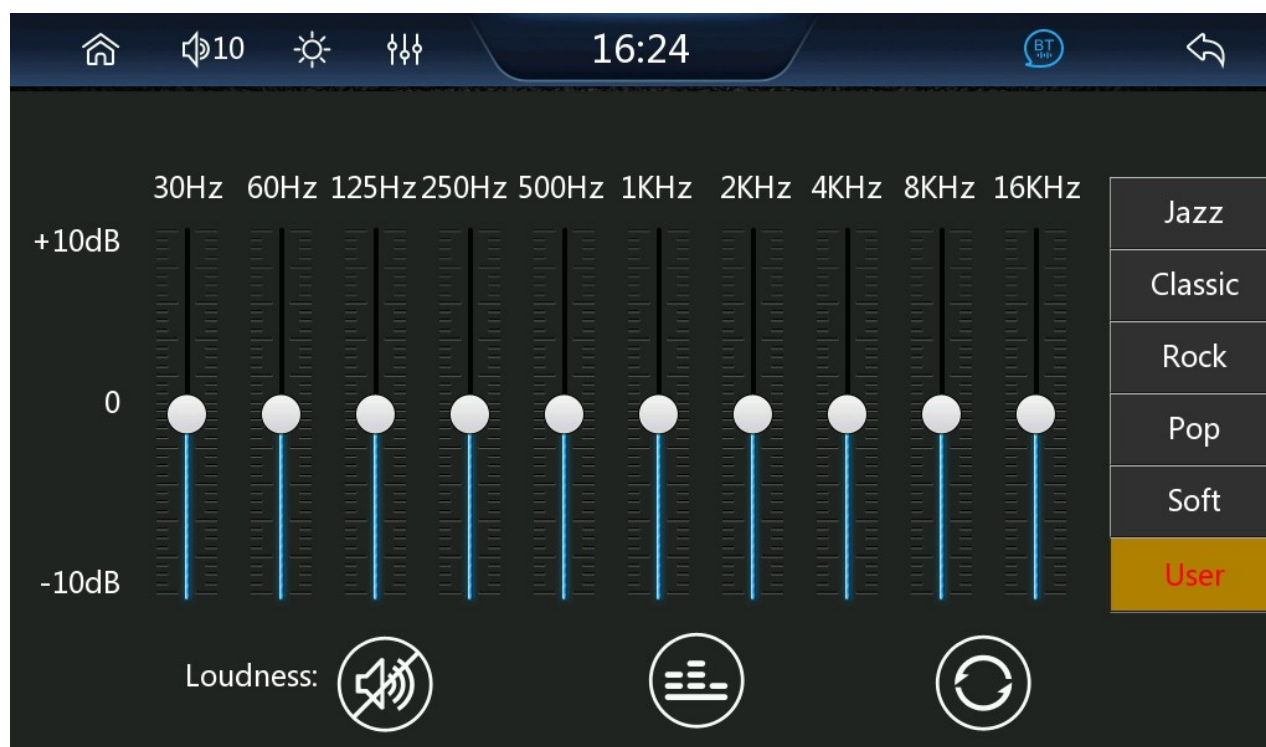 10
16:24
BT
30Hz 60Hz 125Hz 250Hz 500Hz 1KHz 2KHz 4KHz 8KHz 16KHz
+10dB
0
-10dB
Jazz
Classic
Rock
Pop
Soft
User
Loudness: